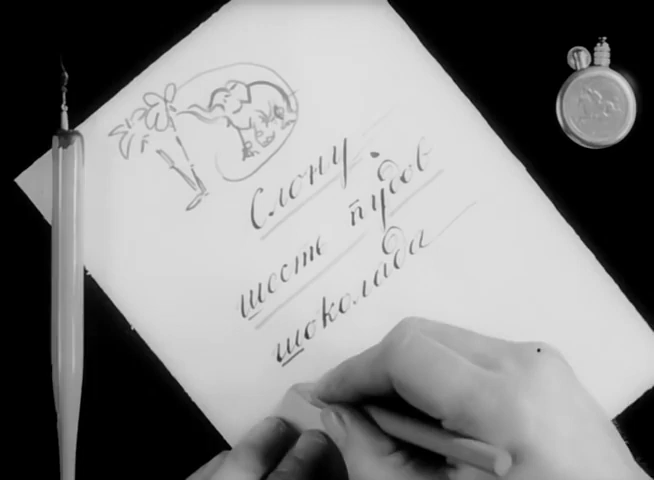 Слону
шесть пудов
шоколада